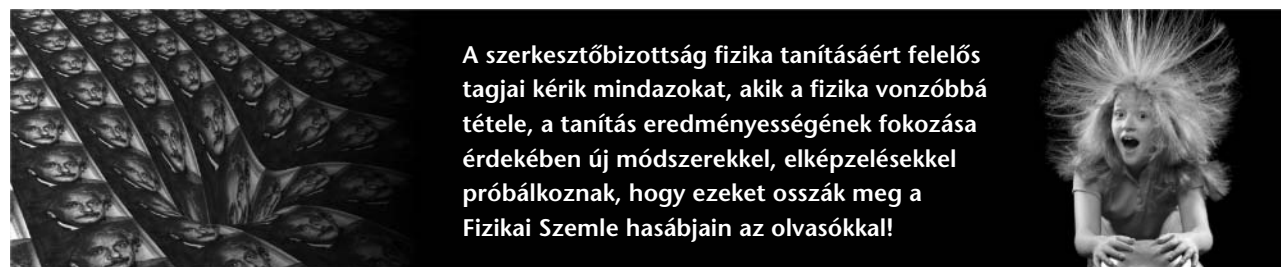 A szerkesztőbizottság fizika tanításáért felelős
tagjai kérik mindazokat, akik a fizika vonzóbbá
tétele, a tanítás eredményességének fokozása
érdekében új módszerekkel, elképzelésekkel
próbálkoznak, hogy ezeket osszák meg a
Fizikai Szemle hasábjain az olvasókkal!